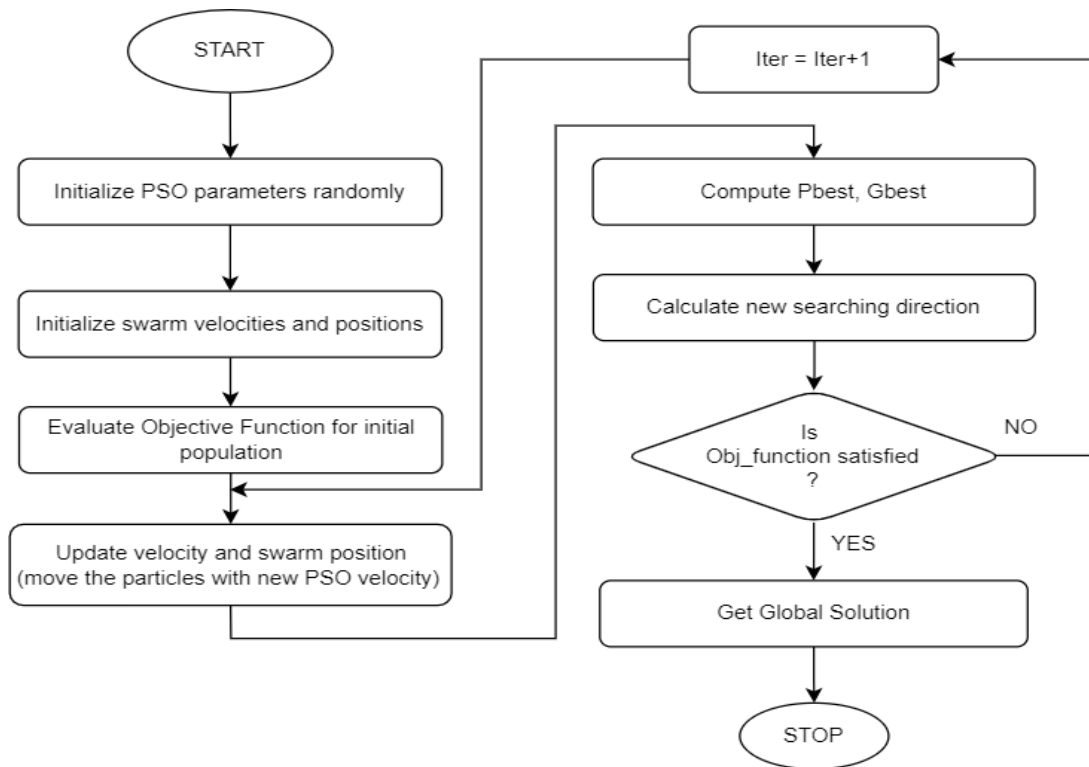 START
Initialize PSO parameters randomly
Initialize swarm velocities and positions
Evaluate Objective Function for initial
population
Update velocity and swarm position
(move the particles with new PSO velocity)
Iter = Iter+1
Compute Pbest, Gbest
Calculate new searching direction
Is
Obj_function satisfied
?
NO
YES
Get Global Solution
STOP